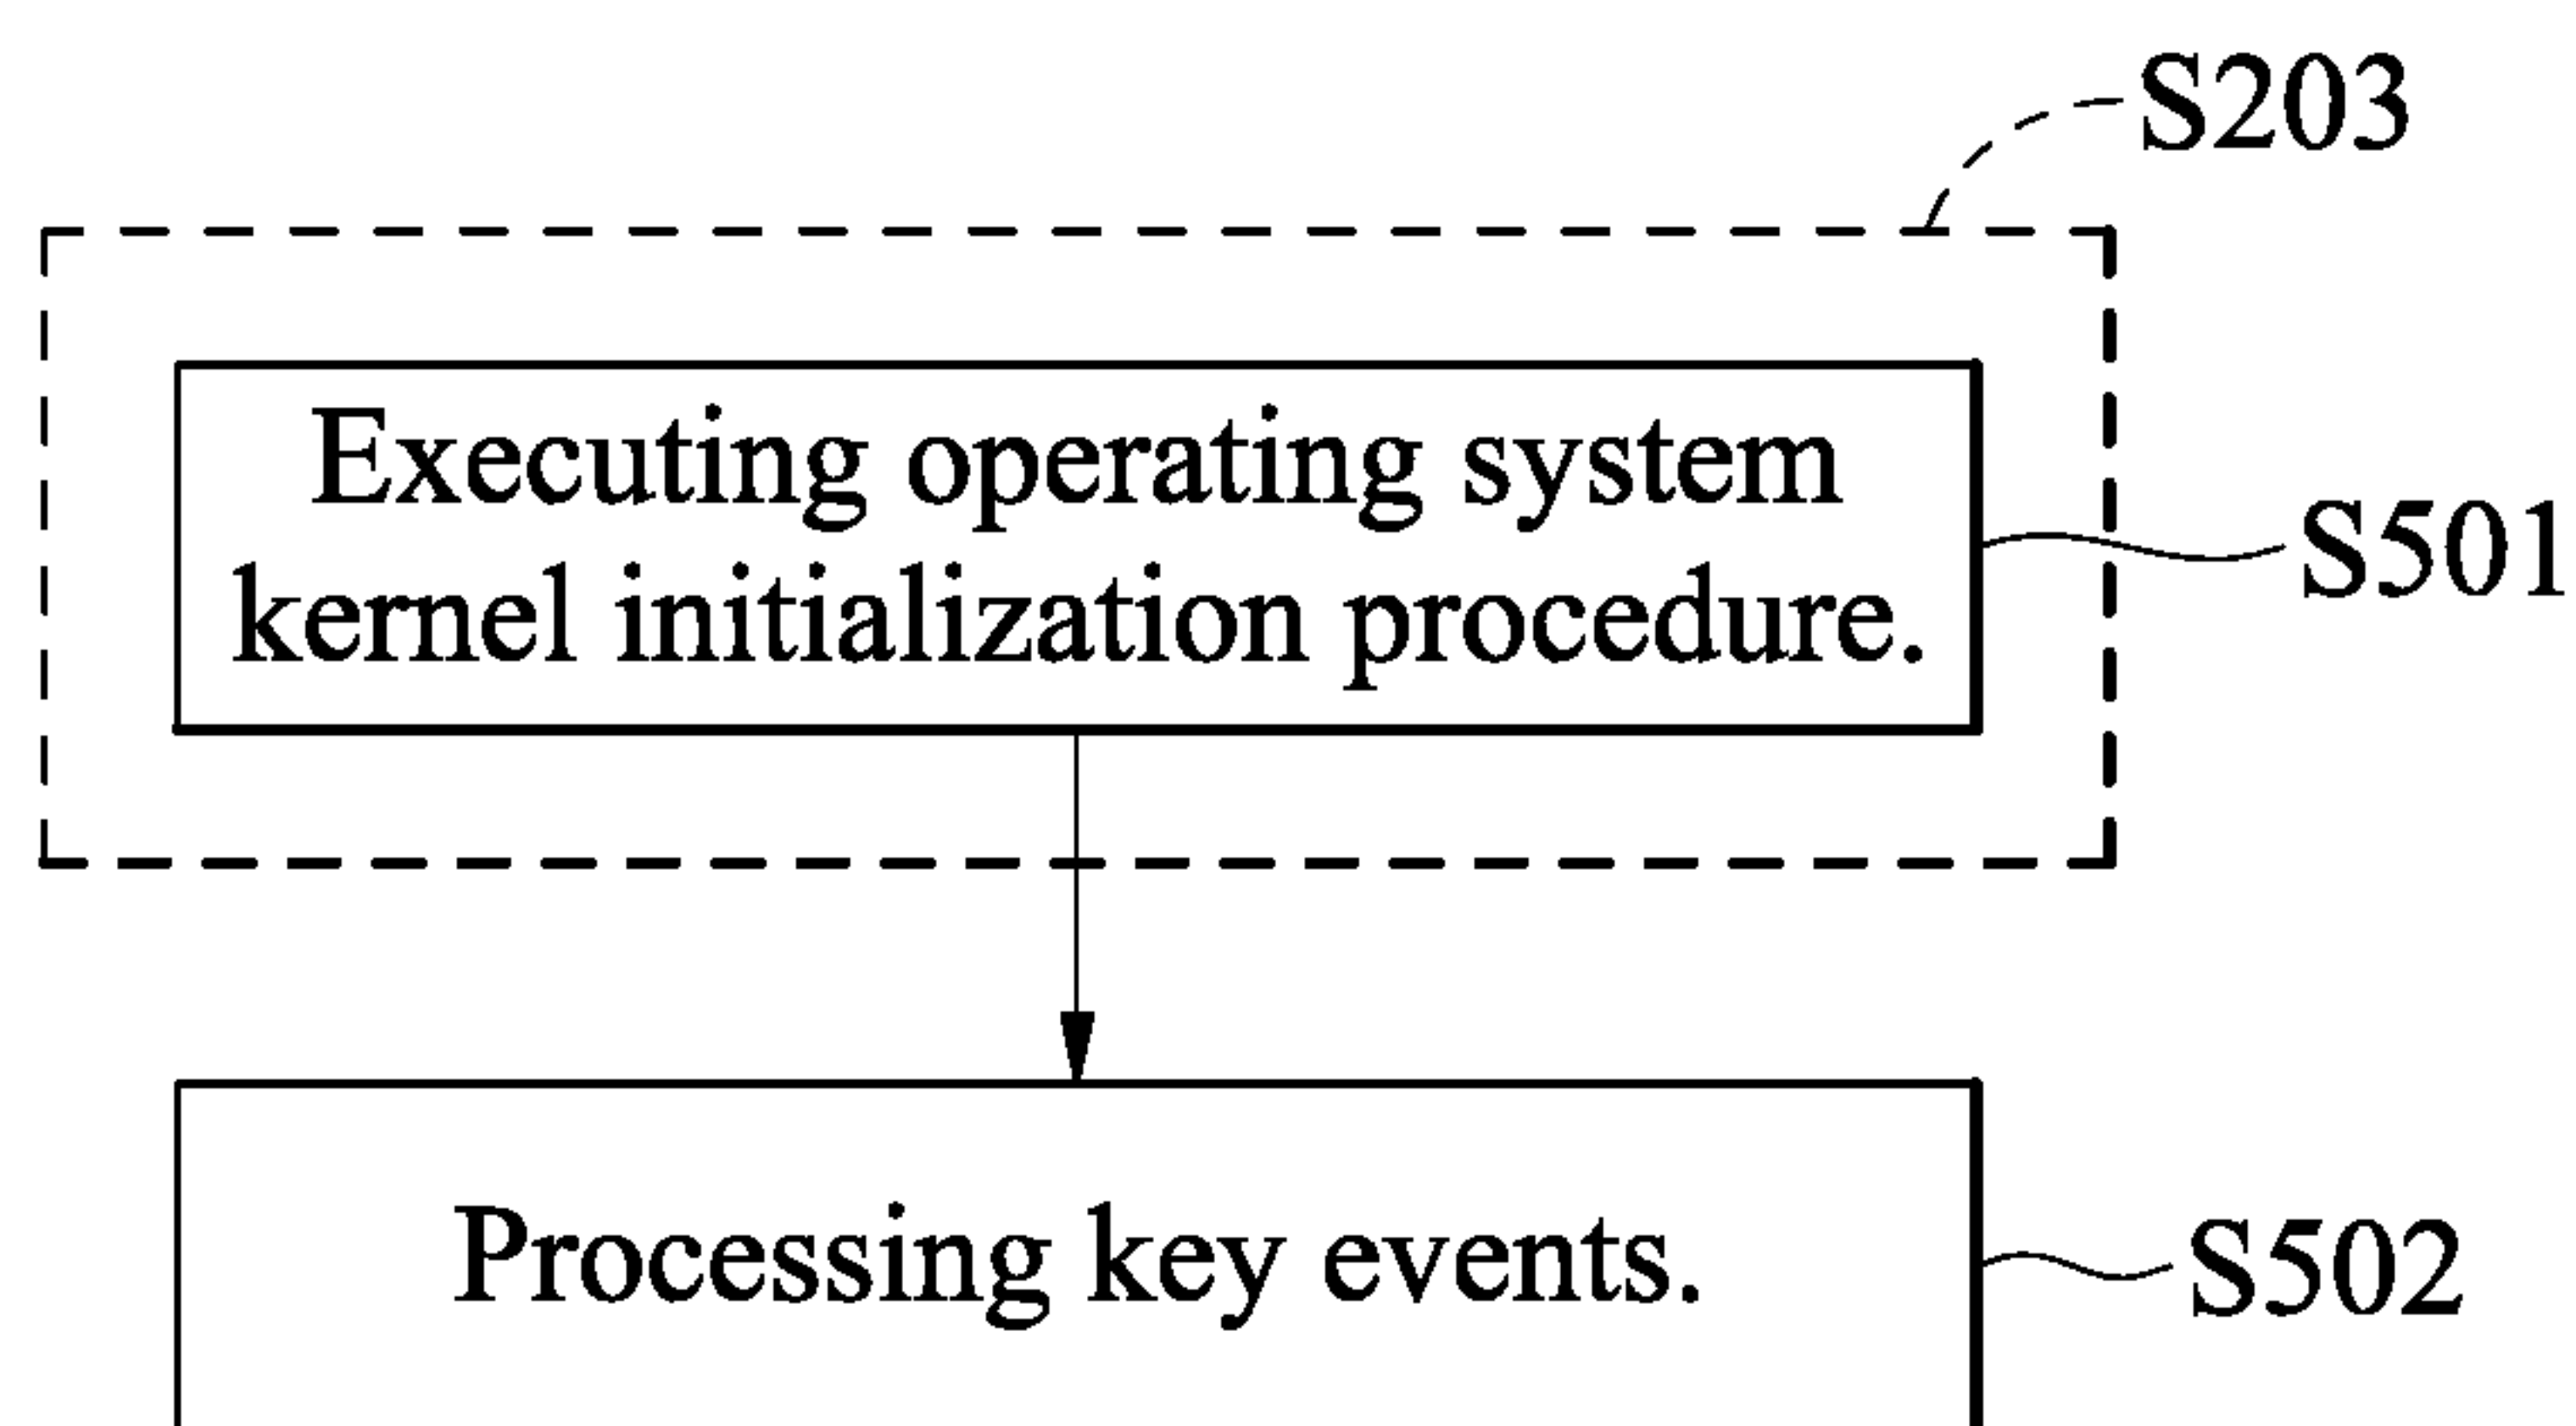 S203
Executing operating system
kernel initialization procedure.
S501
Processing key events.
S502